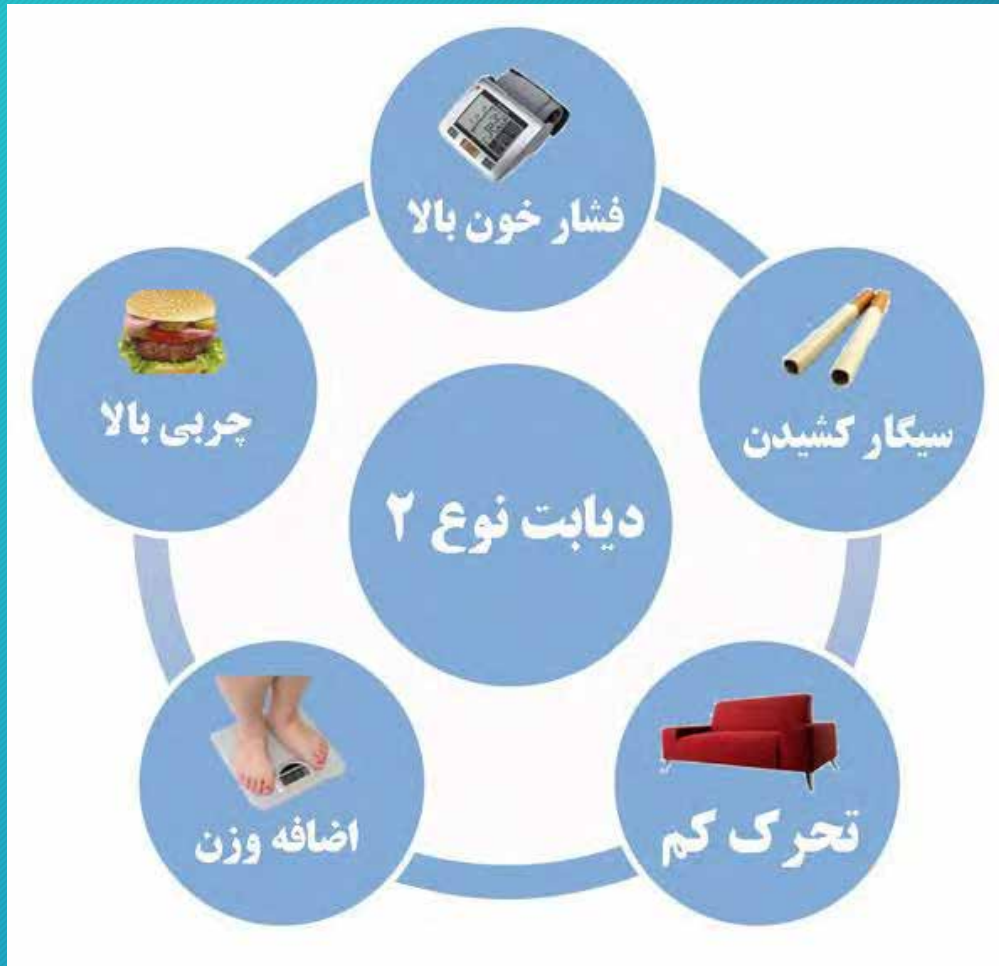 فشار خون بالا
سیگار کشیدن
چربی بالا
دیابت نوع ۲
تحرک کم
اضافه وزن